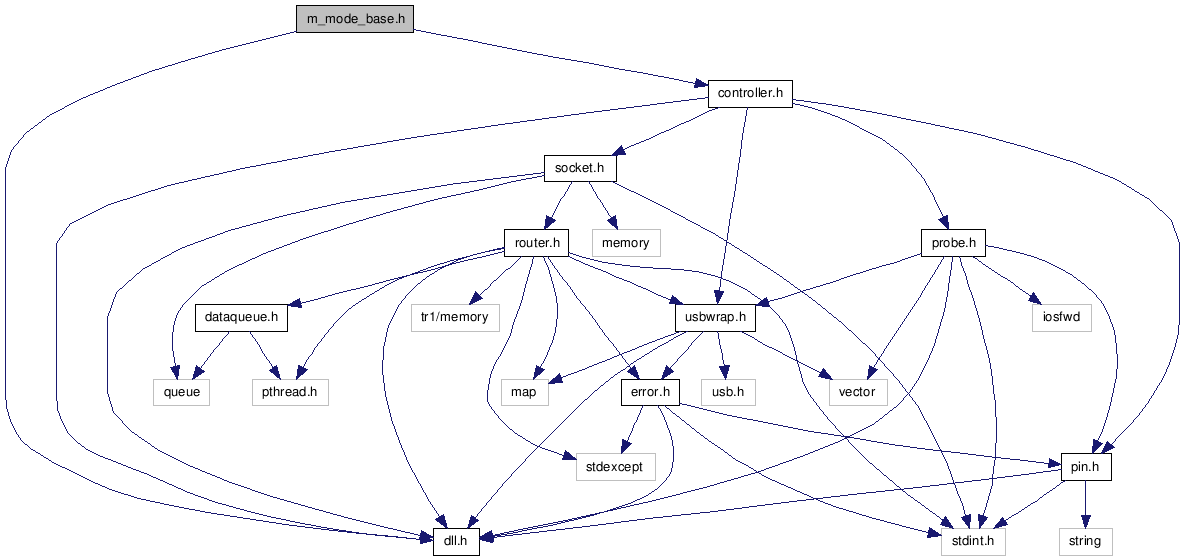 m_mode_base.h
controller.h
socket.h
router.h
memory
probe.h
dataqueue.h
tr1/memory
usbwrap.h
iosfwd
queue
pthread.h
map
error.h
usb.h
vector
stdexcept
pin.h
dll.h
stdint.h
string